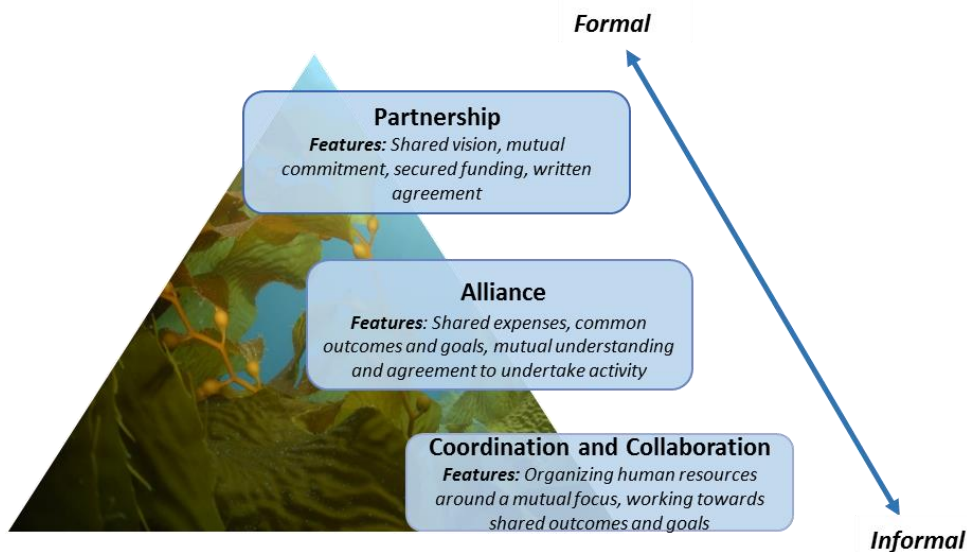 Formal
Partnership
Features: Shared vision, mutual
commitment, secured funding, written
agreement
Alliance
Features: Shared expenses, common
outcomes and goals, mutual understanding
and agreement to undertake activity
Coordination and Collaboration
Features: Organizing human resources
around a mutual focus, working towards
shared outcomes and goals
Informal